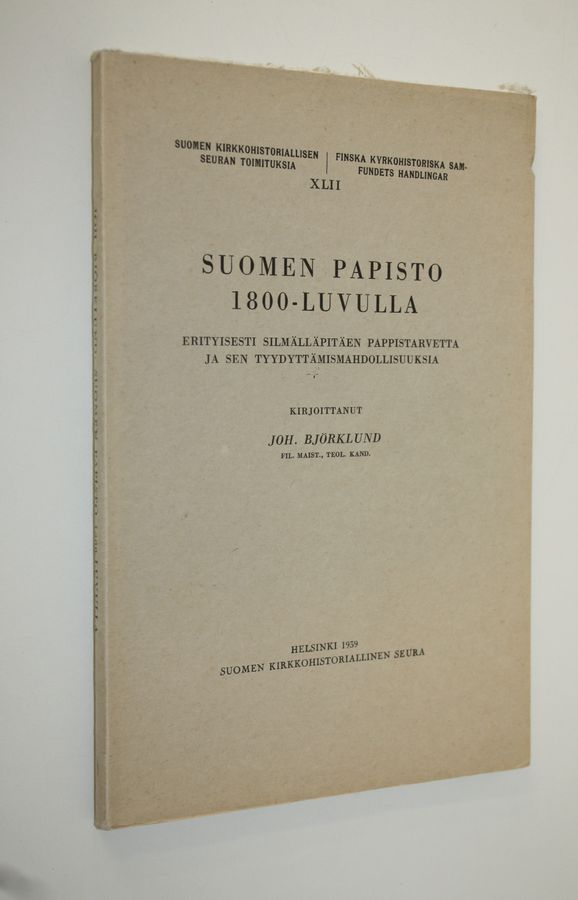 SUOMEN KIRKKOHISTORIALLISEN
SEURAN TOIMITUKSIA
FINSKA KYRKOHISTORISKA SAM-
FUNDETS HANDLINGAR
XLII
SUOMEN PAPISTO
1800-LUVULLA
ERITYISESTI SILMÄLLÄPITÄEN PAPPISTARVETTA
JA SEN TYYDYTTÄMISMAHDOLLISUUKSIA
KIRJOITTANUT
JOH. BJÖRKLUND
FIL. MAIST., TEOL. KAND.
HELSINKI 1939
SUOMEN KIRKKOHISTORIALLINEN SEURA